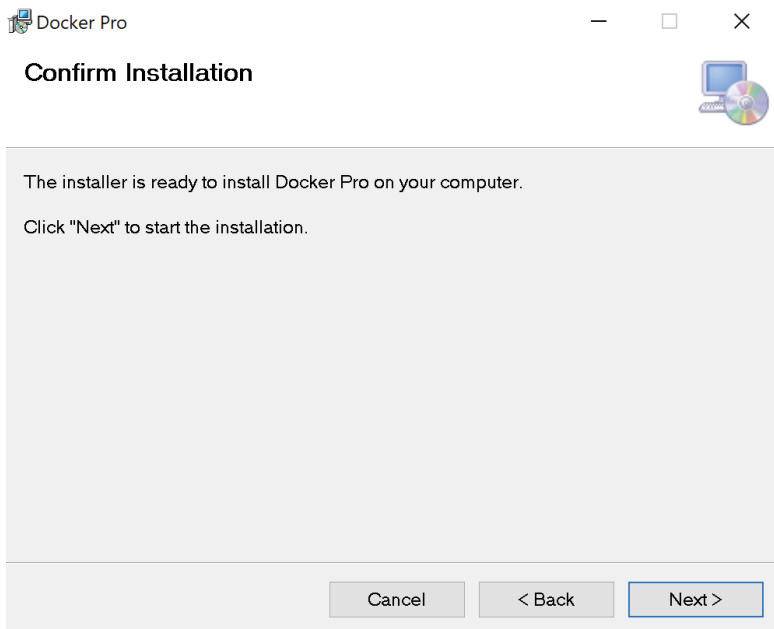 Docker Pro
Confirm Installation
The installer is ready to install Docker Pro on your computer.
Click "Next" to start the installation.
Cancel
< Back
Next >